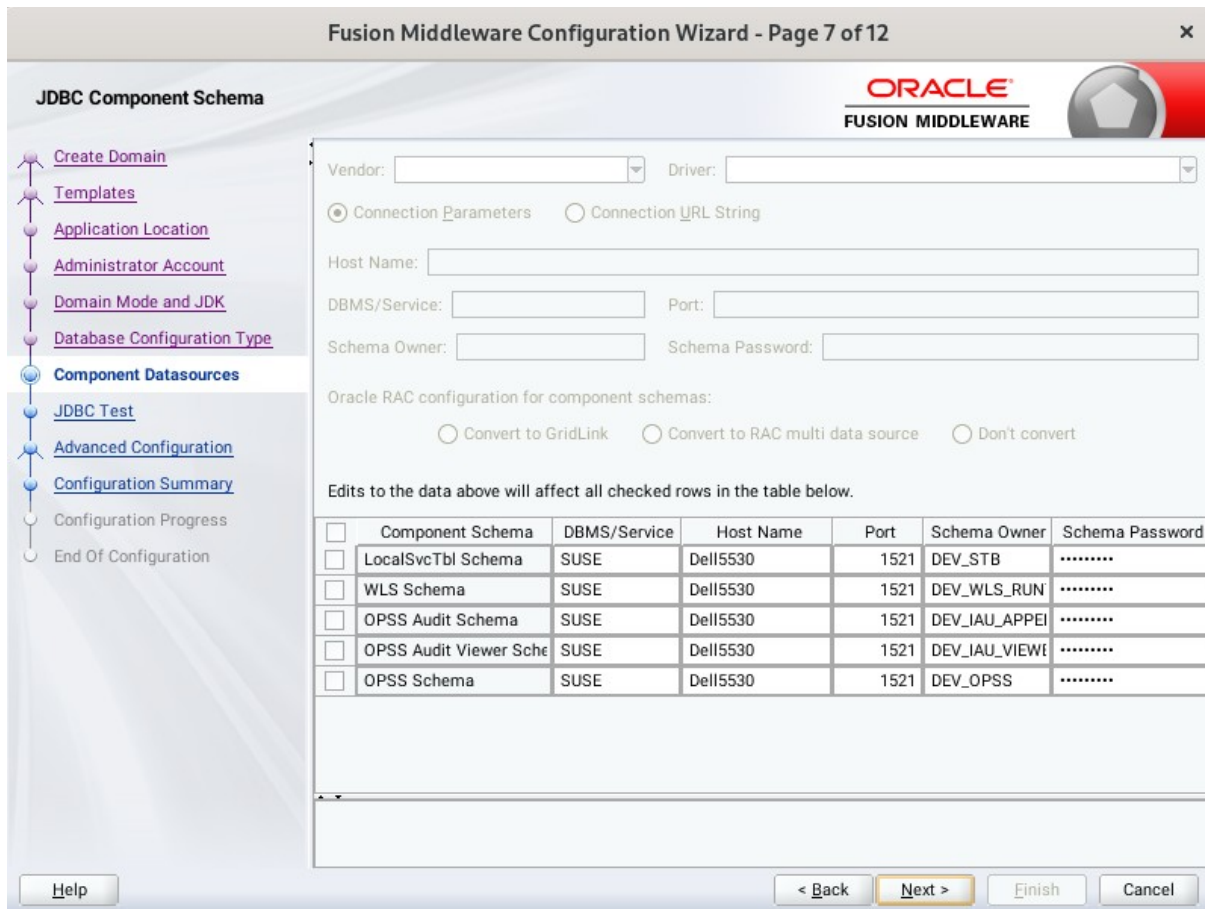 Fusion Middleware Configuration Wizard - Page 7 of 12
JDBC Component Schema
ORACLE
FUSION MIDDLEWARE
Create Domain
Templates
Application Location
Administrator Account
Domain Mode and JDK
Database Configuration Type
Component Datasources
JDBC Test
Advanced Configuration
Configuration Summary
Configuration Progress
End Of Configuration
Vendor: Driver:
Connection Parameters Connection URL String
Host Name:
DBMS/Service: Port:
Schema Owner: Schema Password:
Oracle RAC configuration for component schemas:
Convert to GridLink Convert to RAC multi data source Don't convert
Edits to the data above will affect all checked rows in the table below.
Component Schema DBMS/Service Host Name Port Schema Owner Schema Password
LocalSvcTbl Schema SUSE Dell5530 1521 DEV_STB •••••••••
WLS Schema SUSE Dell5530 1521 DEV_WLS_RUN •••••••••
OPSS Audit Schema SUSE Dell5530 1521 DEV_IAU_APPE •••••••••
OPSS Audit Viewer Sche SUSE Dell5530 1521 DEV_IAU_VIEWE •••••••••
OPSS Schema SUSE Dell5530 1521 DEV_OPSS •••••••••
Help < Back Next > Finish Cancel